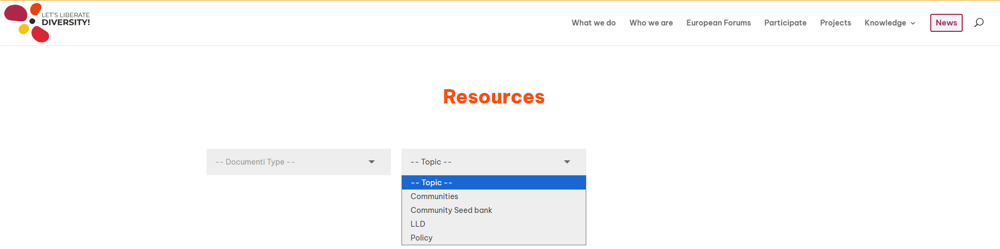 LET'S LIBERATE
DIVERSITY!
What we do Who we are European Forums Participate Projects Knowledge News
Resources
-- Documenti Type -- -- Topic --
-- Topic --
Communities
Community Seed bank
LLD
Policy